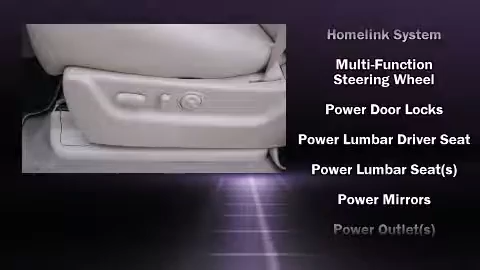 Homelink System
Multi-Function
Steering Wheel
Power Door Locks
Power Lumbar Driver Seat
Power Lumbar Seat(s)
Power Mirrors
Power Outlet(s)